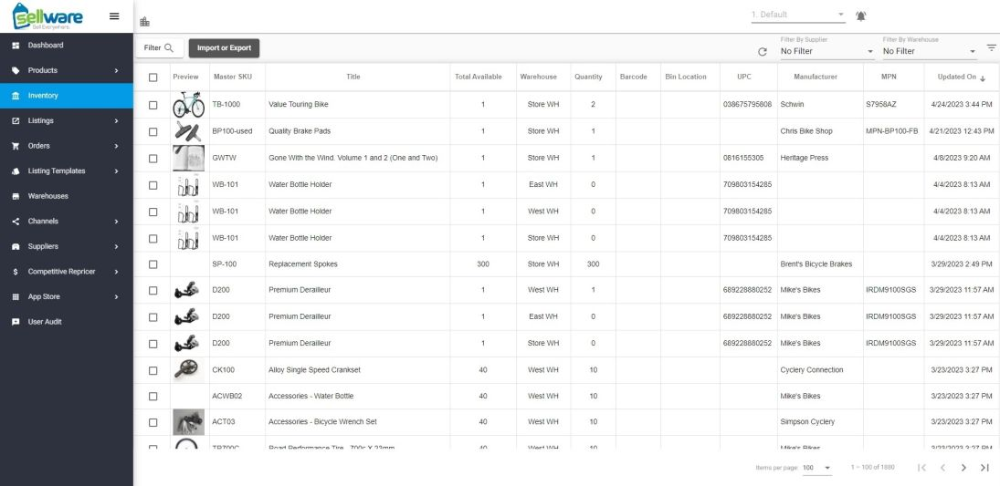 sellware
Sell Everywhere.
1. Default
Dashboard
Products
Inventory
Listings
Orders
Listing Templates
Warehouses
Channels
Suppliers
$ Competitive Repricer
App Store
User Audit
Filter Import or Export
Filter By Supplier Filter By Warehouse
No Filter No Filter
Preview Master SKU Title Total Available Warehouse Quantity Barcode Bin Location UPC Manufacturer MPN Updated On
TB-1000 Value Touring Bike 1 Store WH 2 038675795808 Schwin S7958AZ 4/24/2023 3:44 PM
BP100-used Quality Brake Pads 1 Store WH 1 Chris Bike Shop MPN-BP100-FB 4/21/2023 12:43 PM
GWTW Gone With the Wind. Volume 1 and 2 (One and Two) 1 Store WH 1 0816155305 Heritage Press 4/8/2023 9:20 AM
WB-101 Water Bottle Holder 1 East WH 0 709803154285 4/4/2023 8:13 AM
WB-101 Water Bottle Holder 1 West WH 0 709803154285 4/4/2023 8:13 AM
WB-101 Water Bottle Holder 1 Store WH 0 709803154285 4/4/2023 8:13 AM
SP-100 Replacement Spokes 300 Store WH 300 Brent's Bicycle Brakes 3/29/2023 2:49 PM
D200 Premium Derailleur 1 West WH 1 689228880252 Mike's Bikes IRDM9100SGS 3/29/2023 11:57 AM
D200 Premium Derailleur 1 East WH 0 689228880252 Mike's Bikes IRDM9100SGS 3/29/2023 11:57 AM
D200 Premium Derailleur 1 Store WH 0 689228880252 Mike's Bikes IRDM9100SGS 3/29/2023 11:57 AM
CK100 Alloy Single Speed Crankset 40 West WH 10 Cyclery Connection 3/23/2023 3:27 PM
ACWB02 Accessories - Water Bottle 40 West WH 10 Mike's Bikes 3/23/2023 3:27 PM
ACT03 Accessories - Bicycle Wrench Set 40 West WH 10 Simpson Cyclery 3/23/2023 3:27 PM
TR700C Road Performance Tire - 700c X 23mm 40 West WH 10 Mike's Bikes 3/23/2023 3:27 PM
Items per page: 100 1 – 100 of 1880